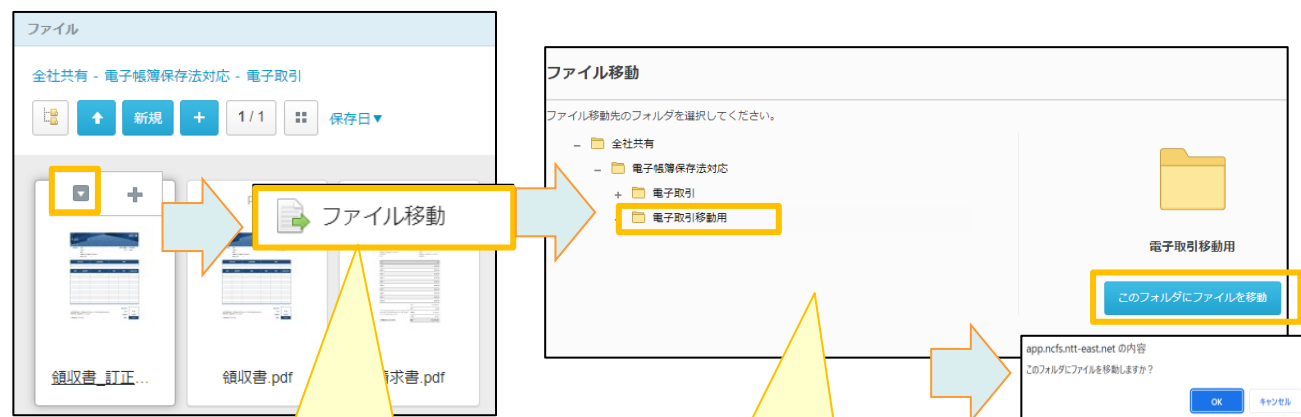 ファイル
全社共有 - 電子帳簿保存法対応 - 電子取引
新規 + 1 / 1 保存日▼
ファイル移動
領収書_訂正...
領収書.pdf
求書.pdf
ファイル移動
ファイル移動先のフォルダを選択してください。
全社共有
電子帳簿保存法対応
電子取引
電子取引移動用
電子取引移動用
このフォルダにファイルを移動
app.ncfs.ntt-east.net の内容
このフォルダにファイルを移動しますか？
OK キャンセル